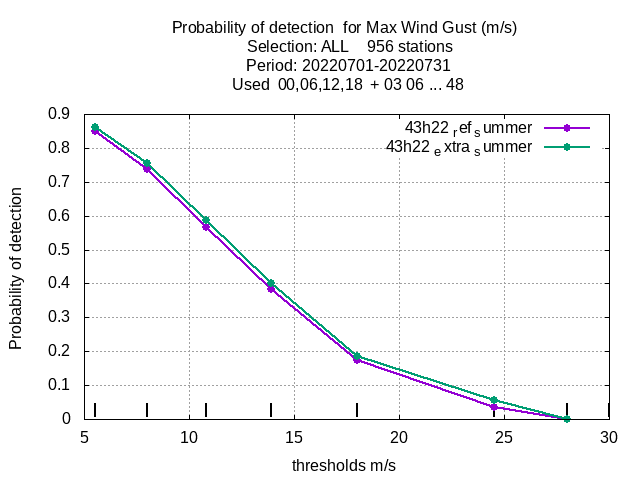 Probability of detection  for Max Wind Gust (m/s)
Selection: ALL    956 stations
Period: 20220701-20220731
Used  00,06,12,18  + 03 06 ... 48
43h22 ref summer
43h22 extra summer
0.9
0.8
0.7
0.6
0.5
0.4
0.3
0.2
0.1
0
Probability of detection
5 10 15 20 25 30
thresholds m/s